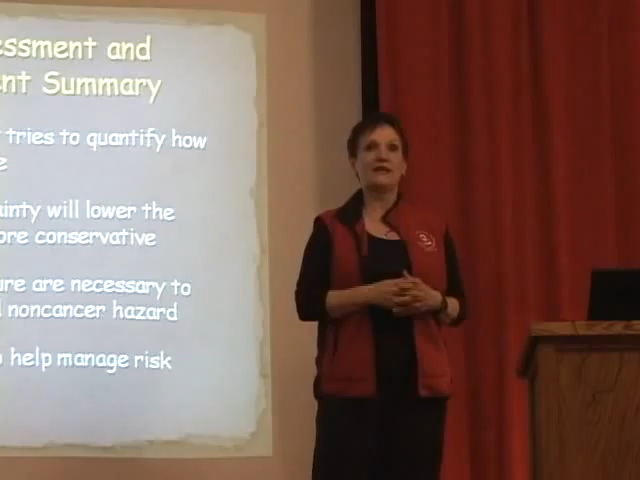 essment and
nt Summary
tries to quantify how
e
ainty will lower the
ore conservative
ure are necessary to
noncancer hazard
help manage risk